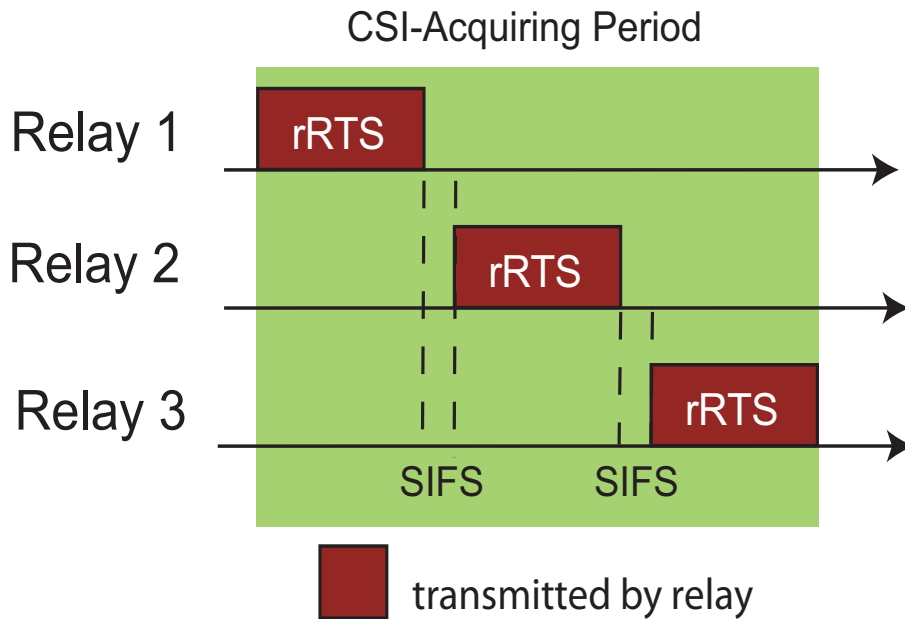 CSI-Acquiring Period
Relay 1
rRTS
Relay 2
rRTS
Relay 3
rRTS
SIFS
SIFS
transmitted by relay